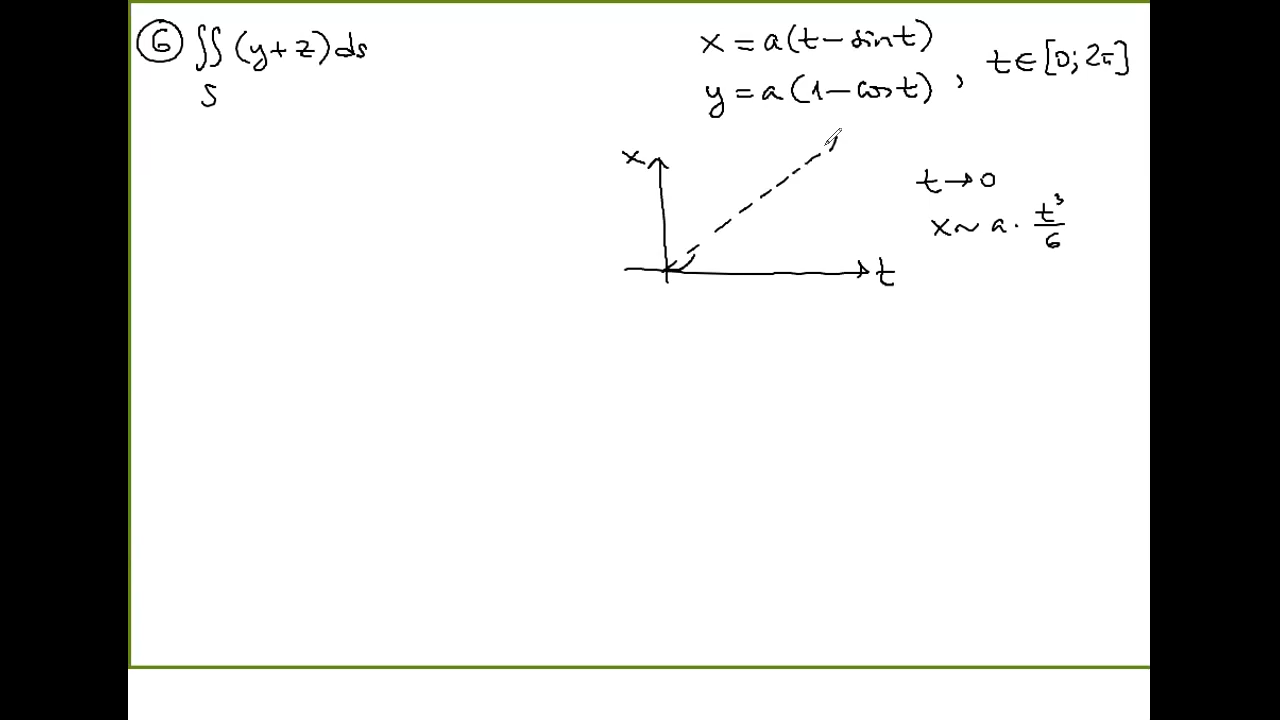 ⑥ ∬ (y+z)ds
S
x = a(t − sin t)
y = a(1 − cos t) , t ∈ [0; 2π]
x
t → 0
x ~ a · t³/6
t